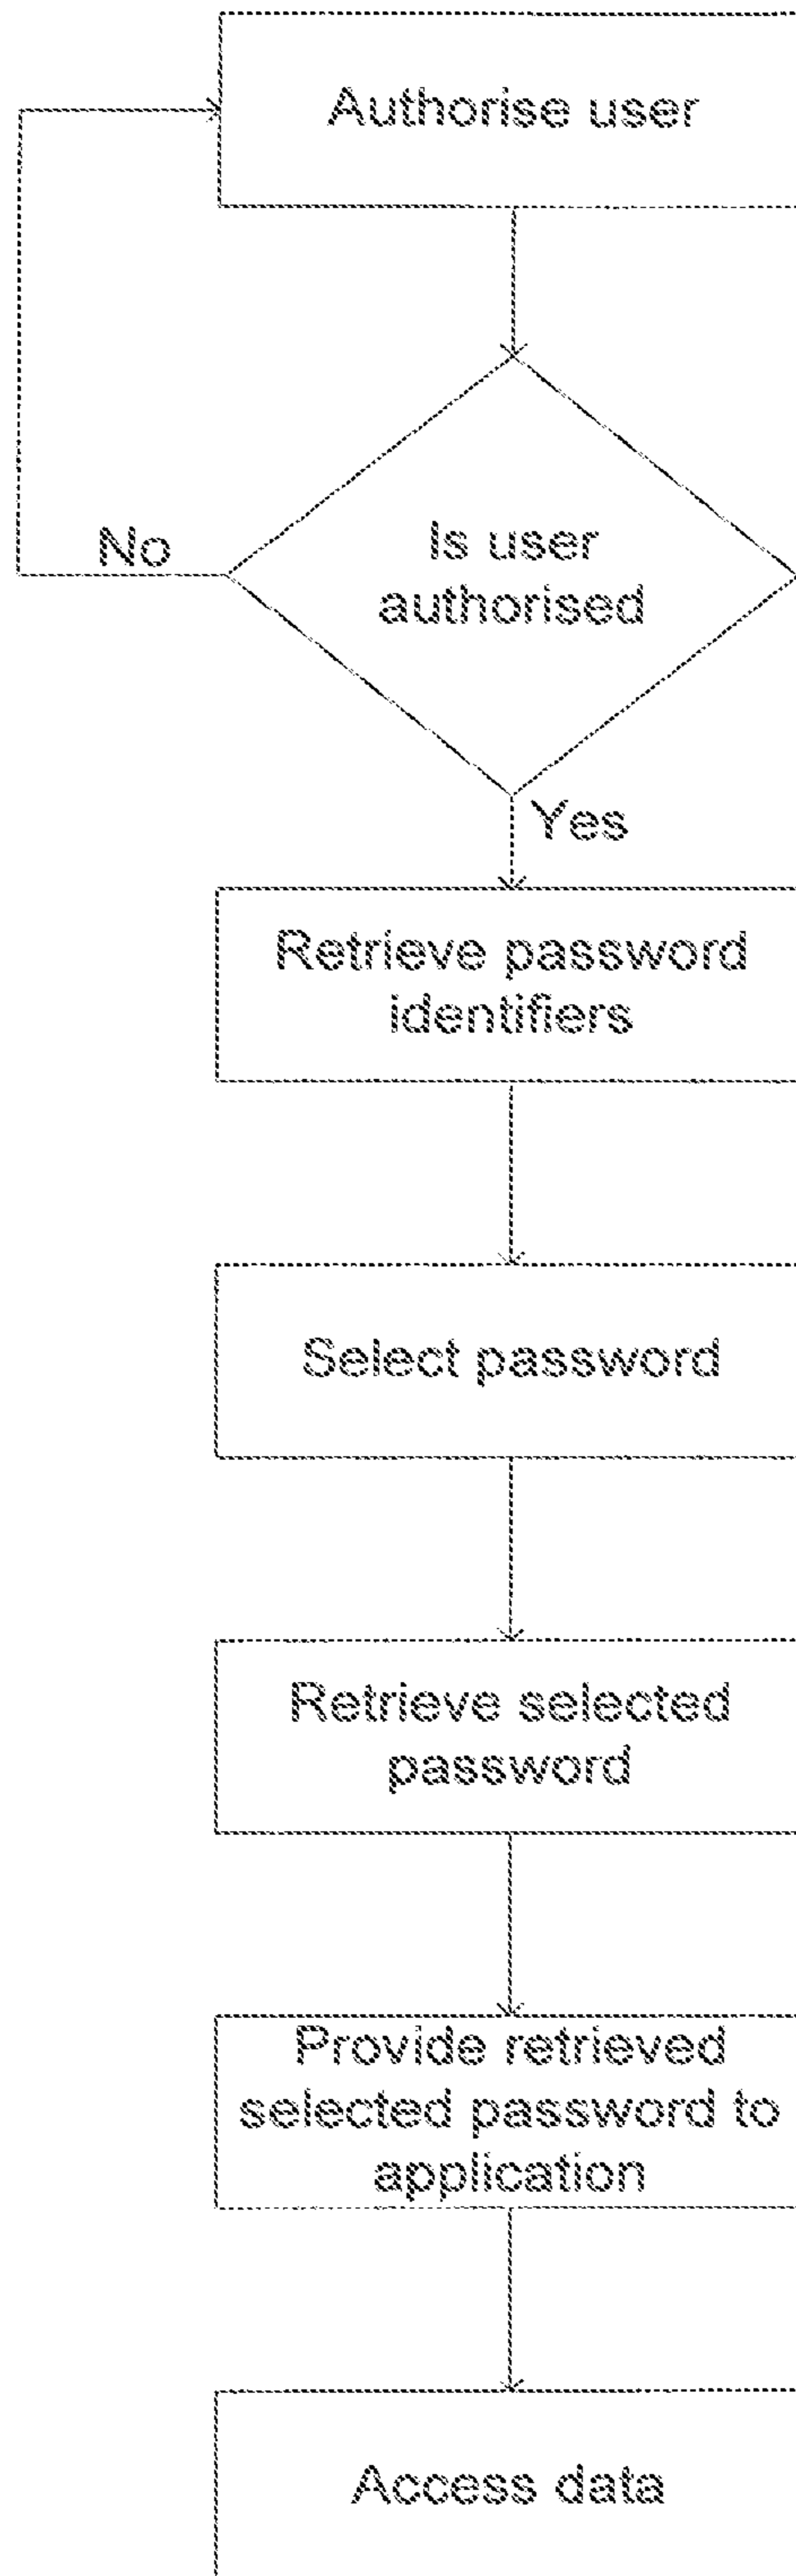 Authorise user
No
Is user
authorised
Yes
Retrieve password
identifiers
Select password
Retrieve selected
password
Provide retrieved
selected password to
application
Access data